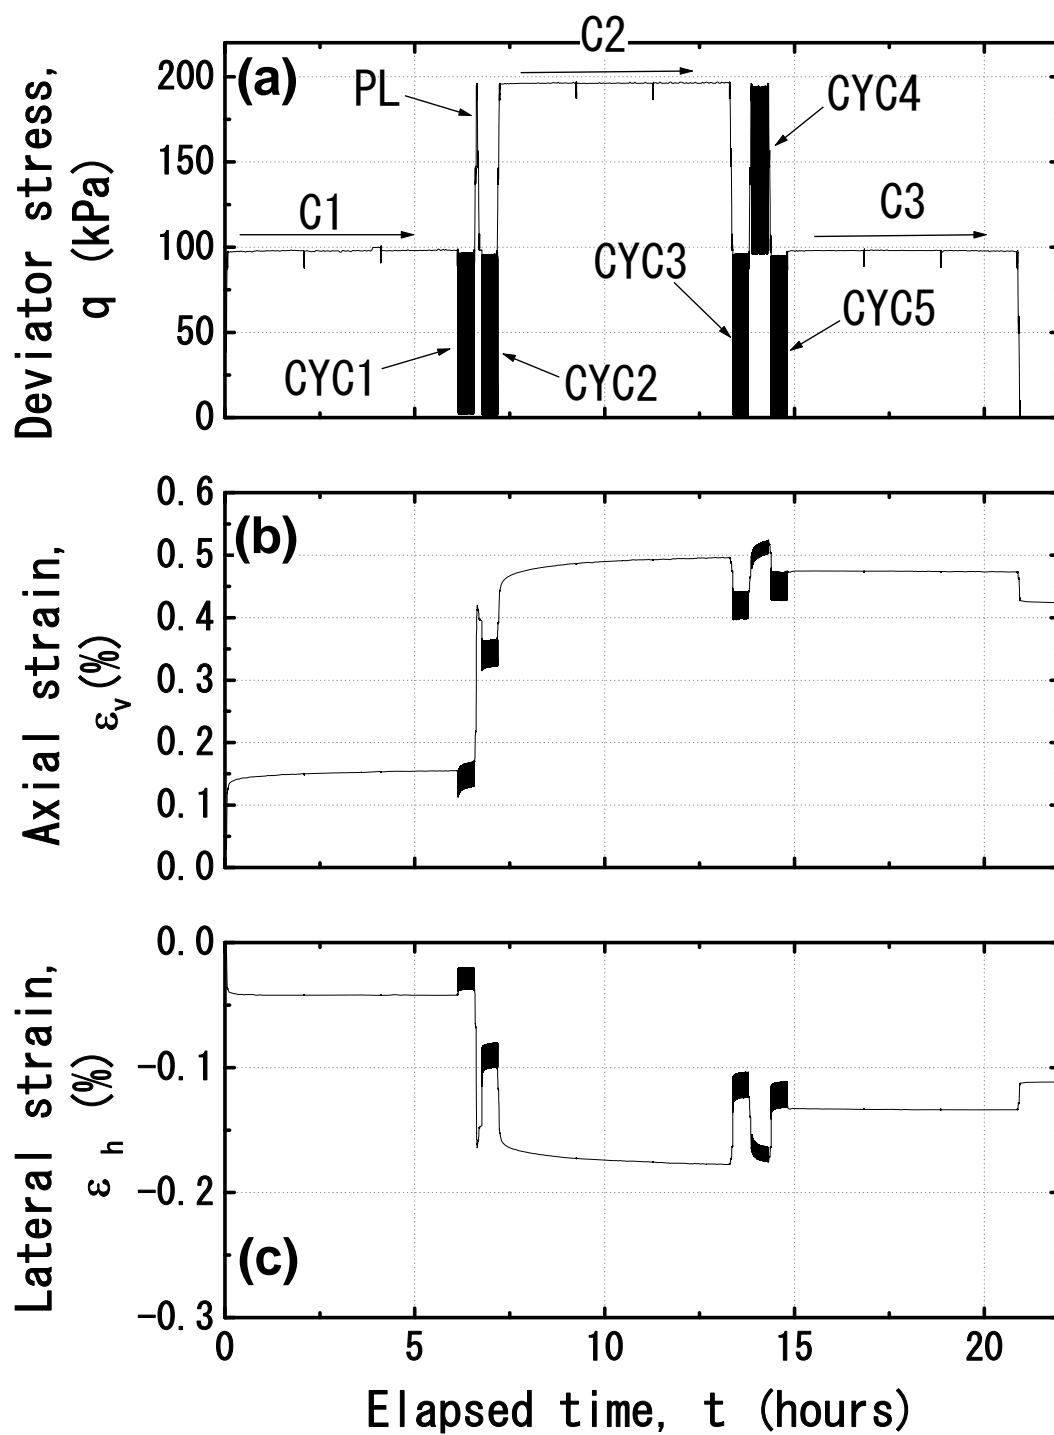 C2
200
(a)
PL
CYC4
Deviator stress,
q (kPa)
150
C1
C3
100
CYC3
CYC5
50
CYC1
CYC2
0
0.6
(b)
0.5
Axial strain,
εv(%)
0.4
0.3
0.2
0.1
0.0
0.0
Lateral strain,
εh (%)
-0.1
-0.2
(c)
-0.3
0 5 10 15 20
Elapsed time, t (hours)